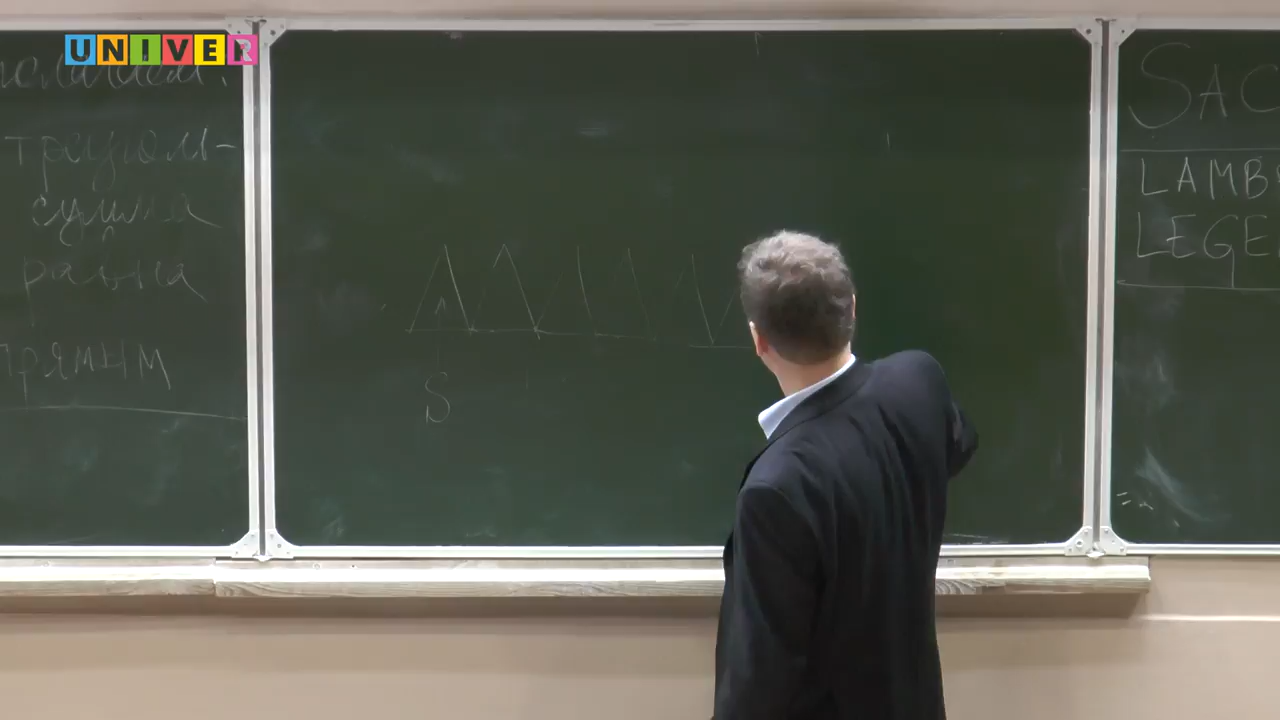 UNIVER
треуголь-
сумма
равна
прямым
S
SAC
LAMB
LEGE